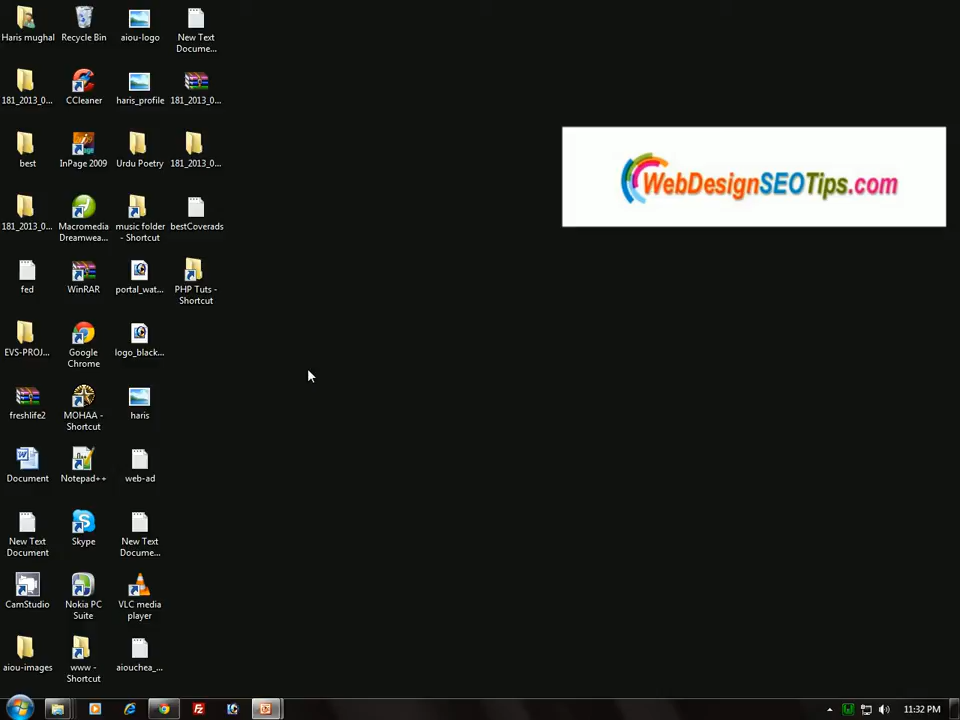 Haris mughal
Recycle Bin
aiou-logo
New Text
Docume...
181_2013_0...
CCleaner
haris_profile
181_2013_0...
best
InPage 2009
Urdu Poetry
181_2013_0...
181_2013_0...
Macromedia
Dreamwea...
music folder
- Shortcut
bestCoverads
fed
WinRAR
portal_wat...
PHP Tuts -
Shortcut
EVS-PROJ...
Google
Chrome
logo_black...
freshlife2
MOHAA -
Shortcut
haris
Document
Notepad++
web-ad
New Text
Document
Skype
New Text
Docume...
CamStudio
Nokia PC
Suite
VLC media
player
aiou-images
www -
Shortcut
aiouchea_...
WebDesignSEOTips.com
11:32 PM